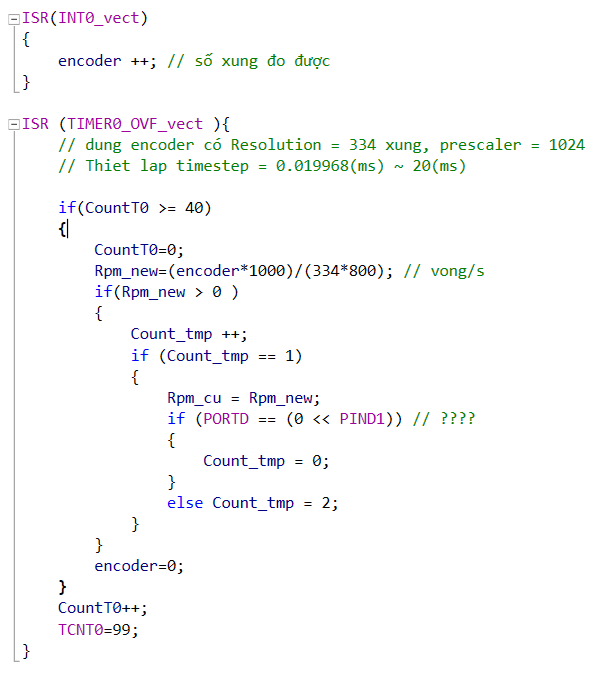 ISR(INT0_vect)
{
    encoder ++; // số xung đo được
}

ISR (TIMER0_OVF_vect ){
    // dung encoder có Resolution = 334 xung, prescaler = 1024
    // Thiet lap timestep = 0.019968(ms) ~ 20(ms)

    if(CountT0 >= 40)
    {
        CountT0=0;
        Rpm_new=(encoder*1000)/(334*800); // vong/s
        if(Rpm_new > 0 )
        {
            Count_tmp ++;
            if (Count_tmp == 1)
            {
                Rpm_cu = Rpm_new;
                if (PORTD == (0 << PIND1)) // ????
                {
                    Count_tmp = 0;
                }
                else Count_tmp = 2;
            }
        }
        encoder=0;
    }
    CountT0++;
    TCNT0=99;
}